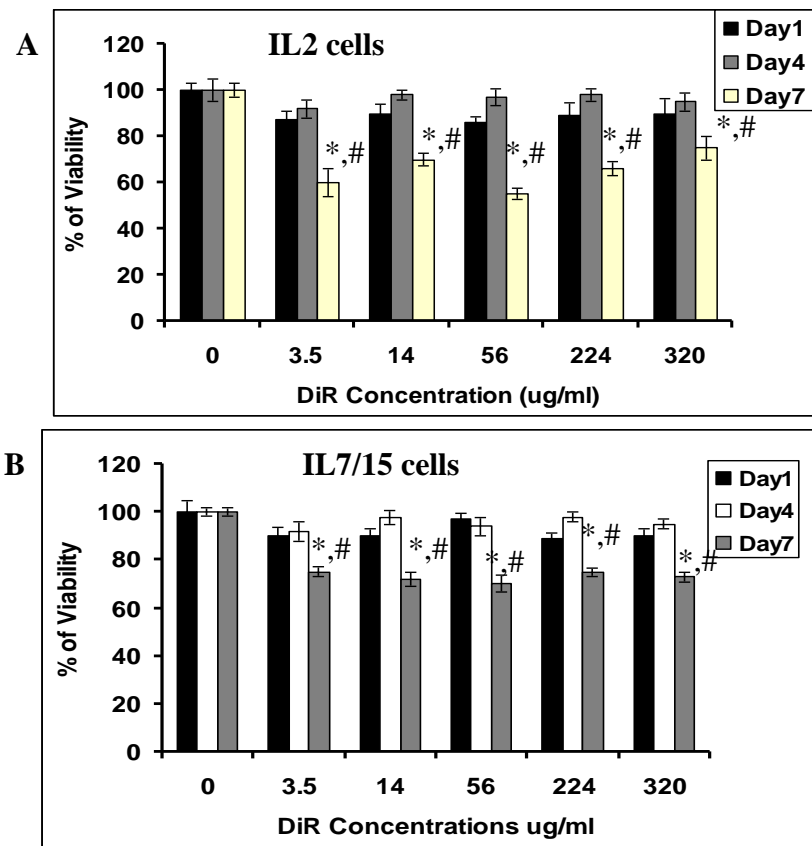 A
IL2 cells
Day1
Day4
Day7
120
100
80
60
40
20
0
% of Viability
*,#
*,#
*,#
*,#
*,#
0 3.5 14 56 224 320
DiR Concentration (ug/ml)
B
IL7/15 cells
Day1
Day4
Day7
120
100
80
60
40
20
0
% of Viability
*,#
*,#
*,#
*,#
*,#
0 3.5 14 56 224 320
DiR Concentrations ug/ml